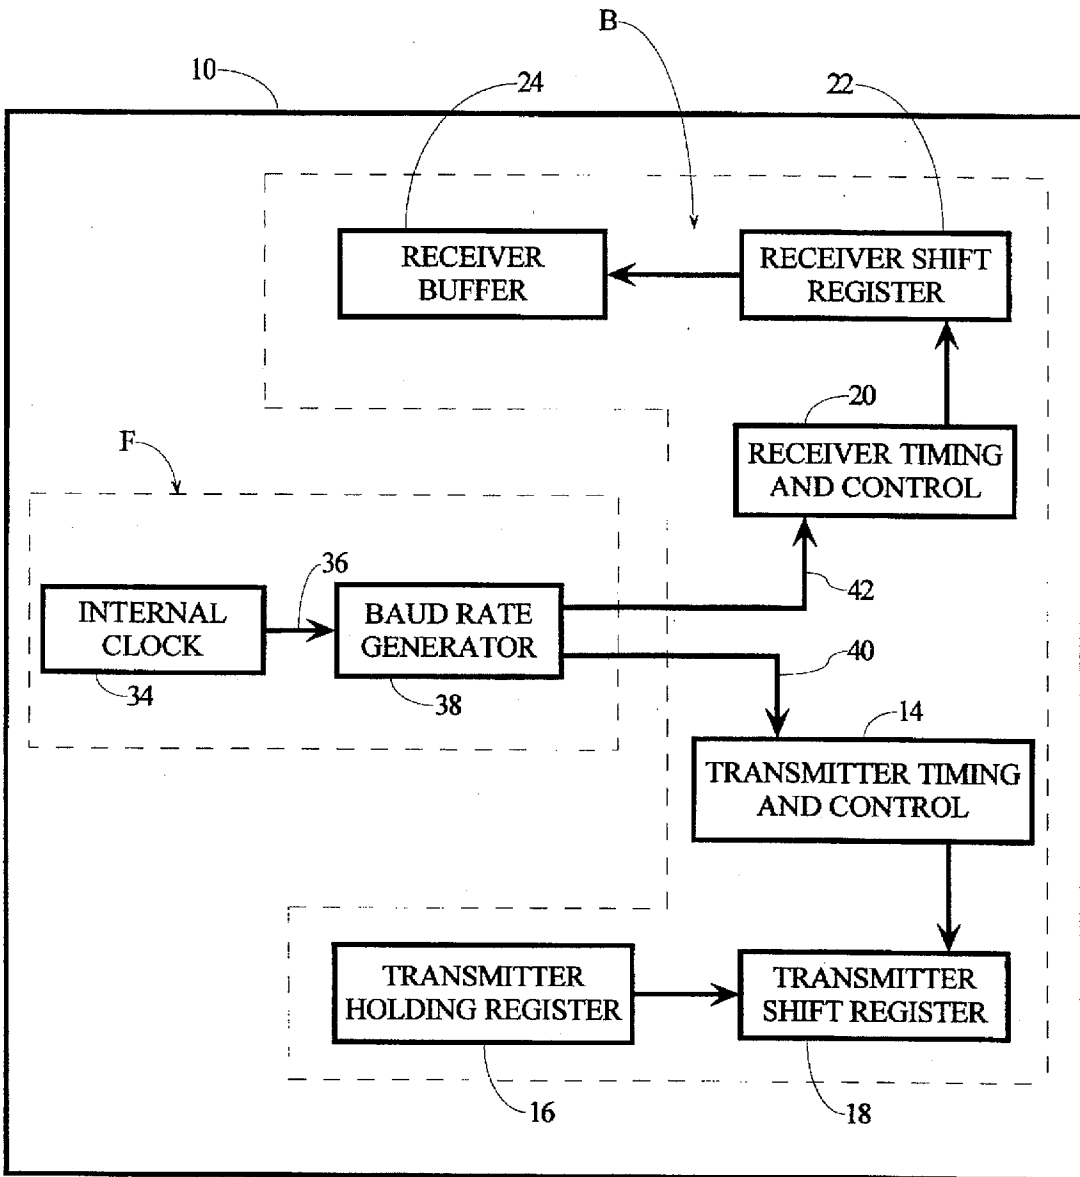 B
10
24
22
RECEIVER
BUFFER
RECEIVER SHIFT
REGISTER
20
RECEIVER TIMING
AND CONTROL
F
36
42
INTERNAL
CLOCK
BAUD RATE
GENERATOR
40
34
38
14
TRANSMITTER TIMING
AND CONTROL
TRANSMITTER
HOLDING REGISTER
TRANSMITTER
SHIFT REGISTER
16
18